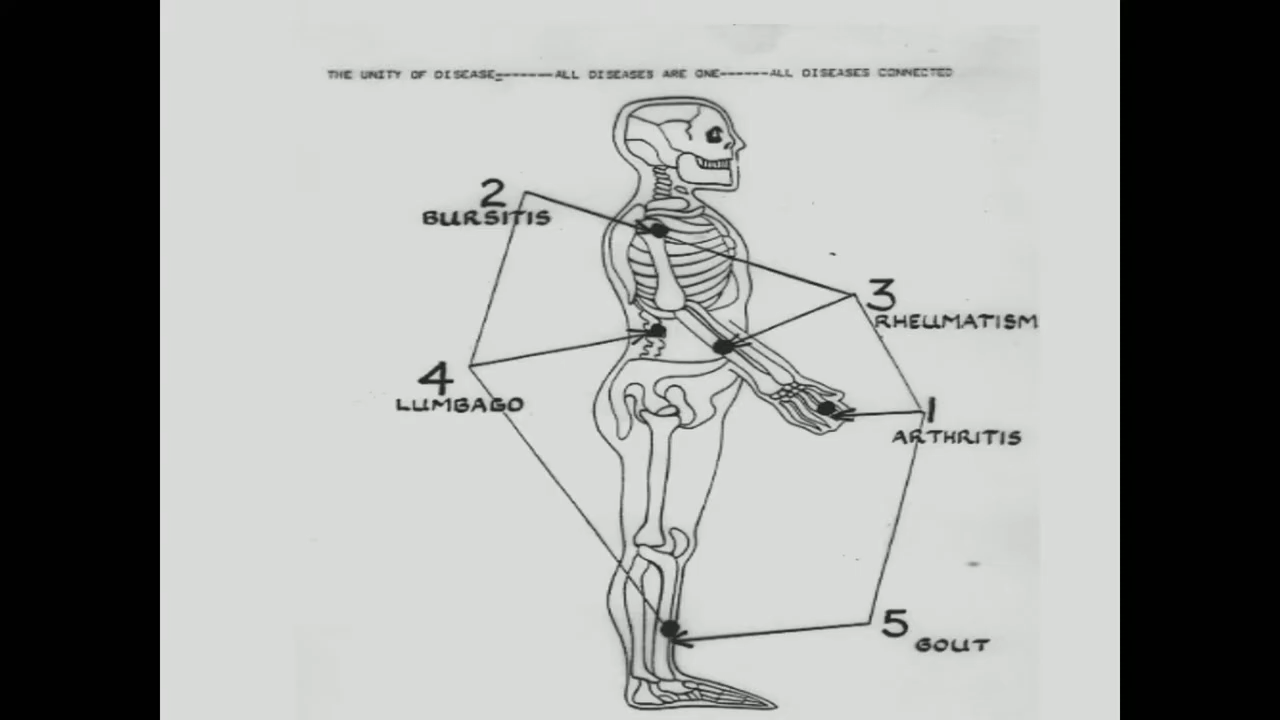 THE UNITY OF DISEASE-------ALL DISEASES ARE ONE------ALL DISEASES CONNECTED
2
BURSITIS
3
RHEUMATISM
4
LUMBAGO
1
ARTHRITIS
5
GOUT